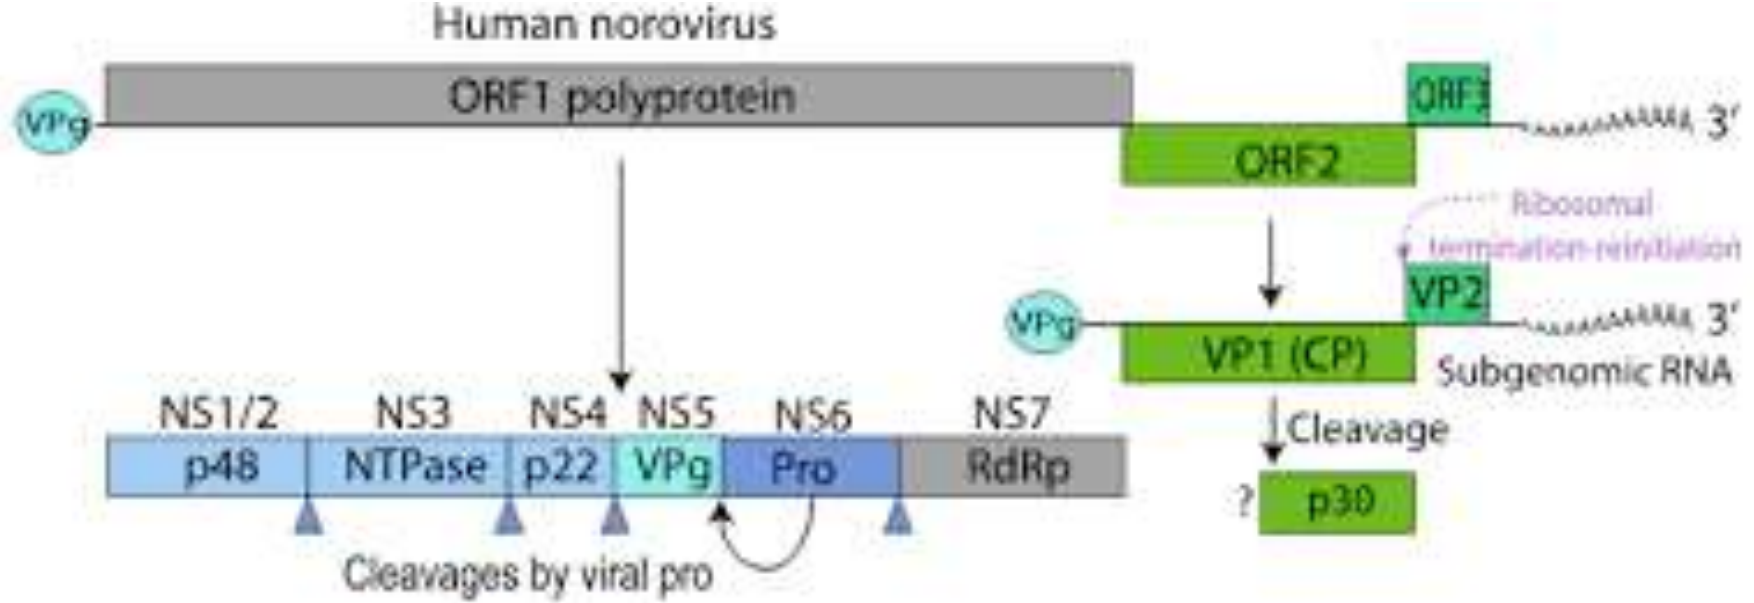 Human norovirus
ORF1 polyprotein
ORF3
VPg
3'
ORF2
Ribosomal
termination-reinitiation
VP2
VPg
3'
VP1 (CP)
Subgenomic RNA
NS1/2 NS3 NS4 NS5 NS6 NS7
Cleavage
p48 NTPase p22 VPg Pro RdRp
? p30
Cleavages by viral pro